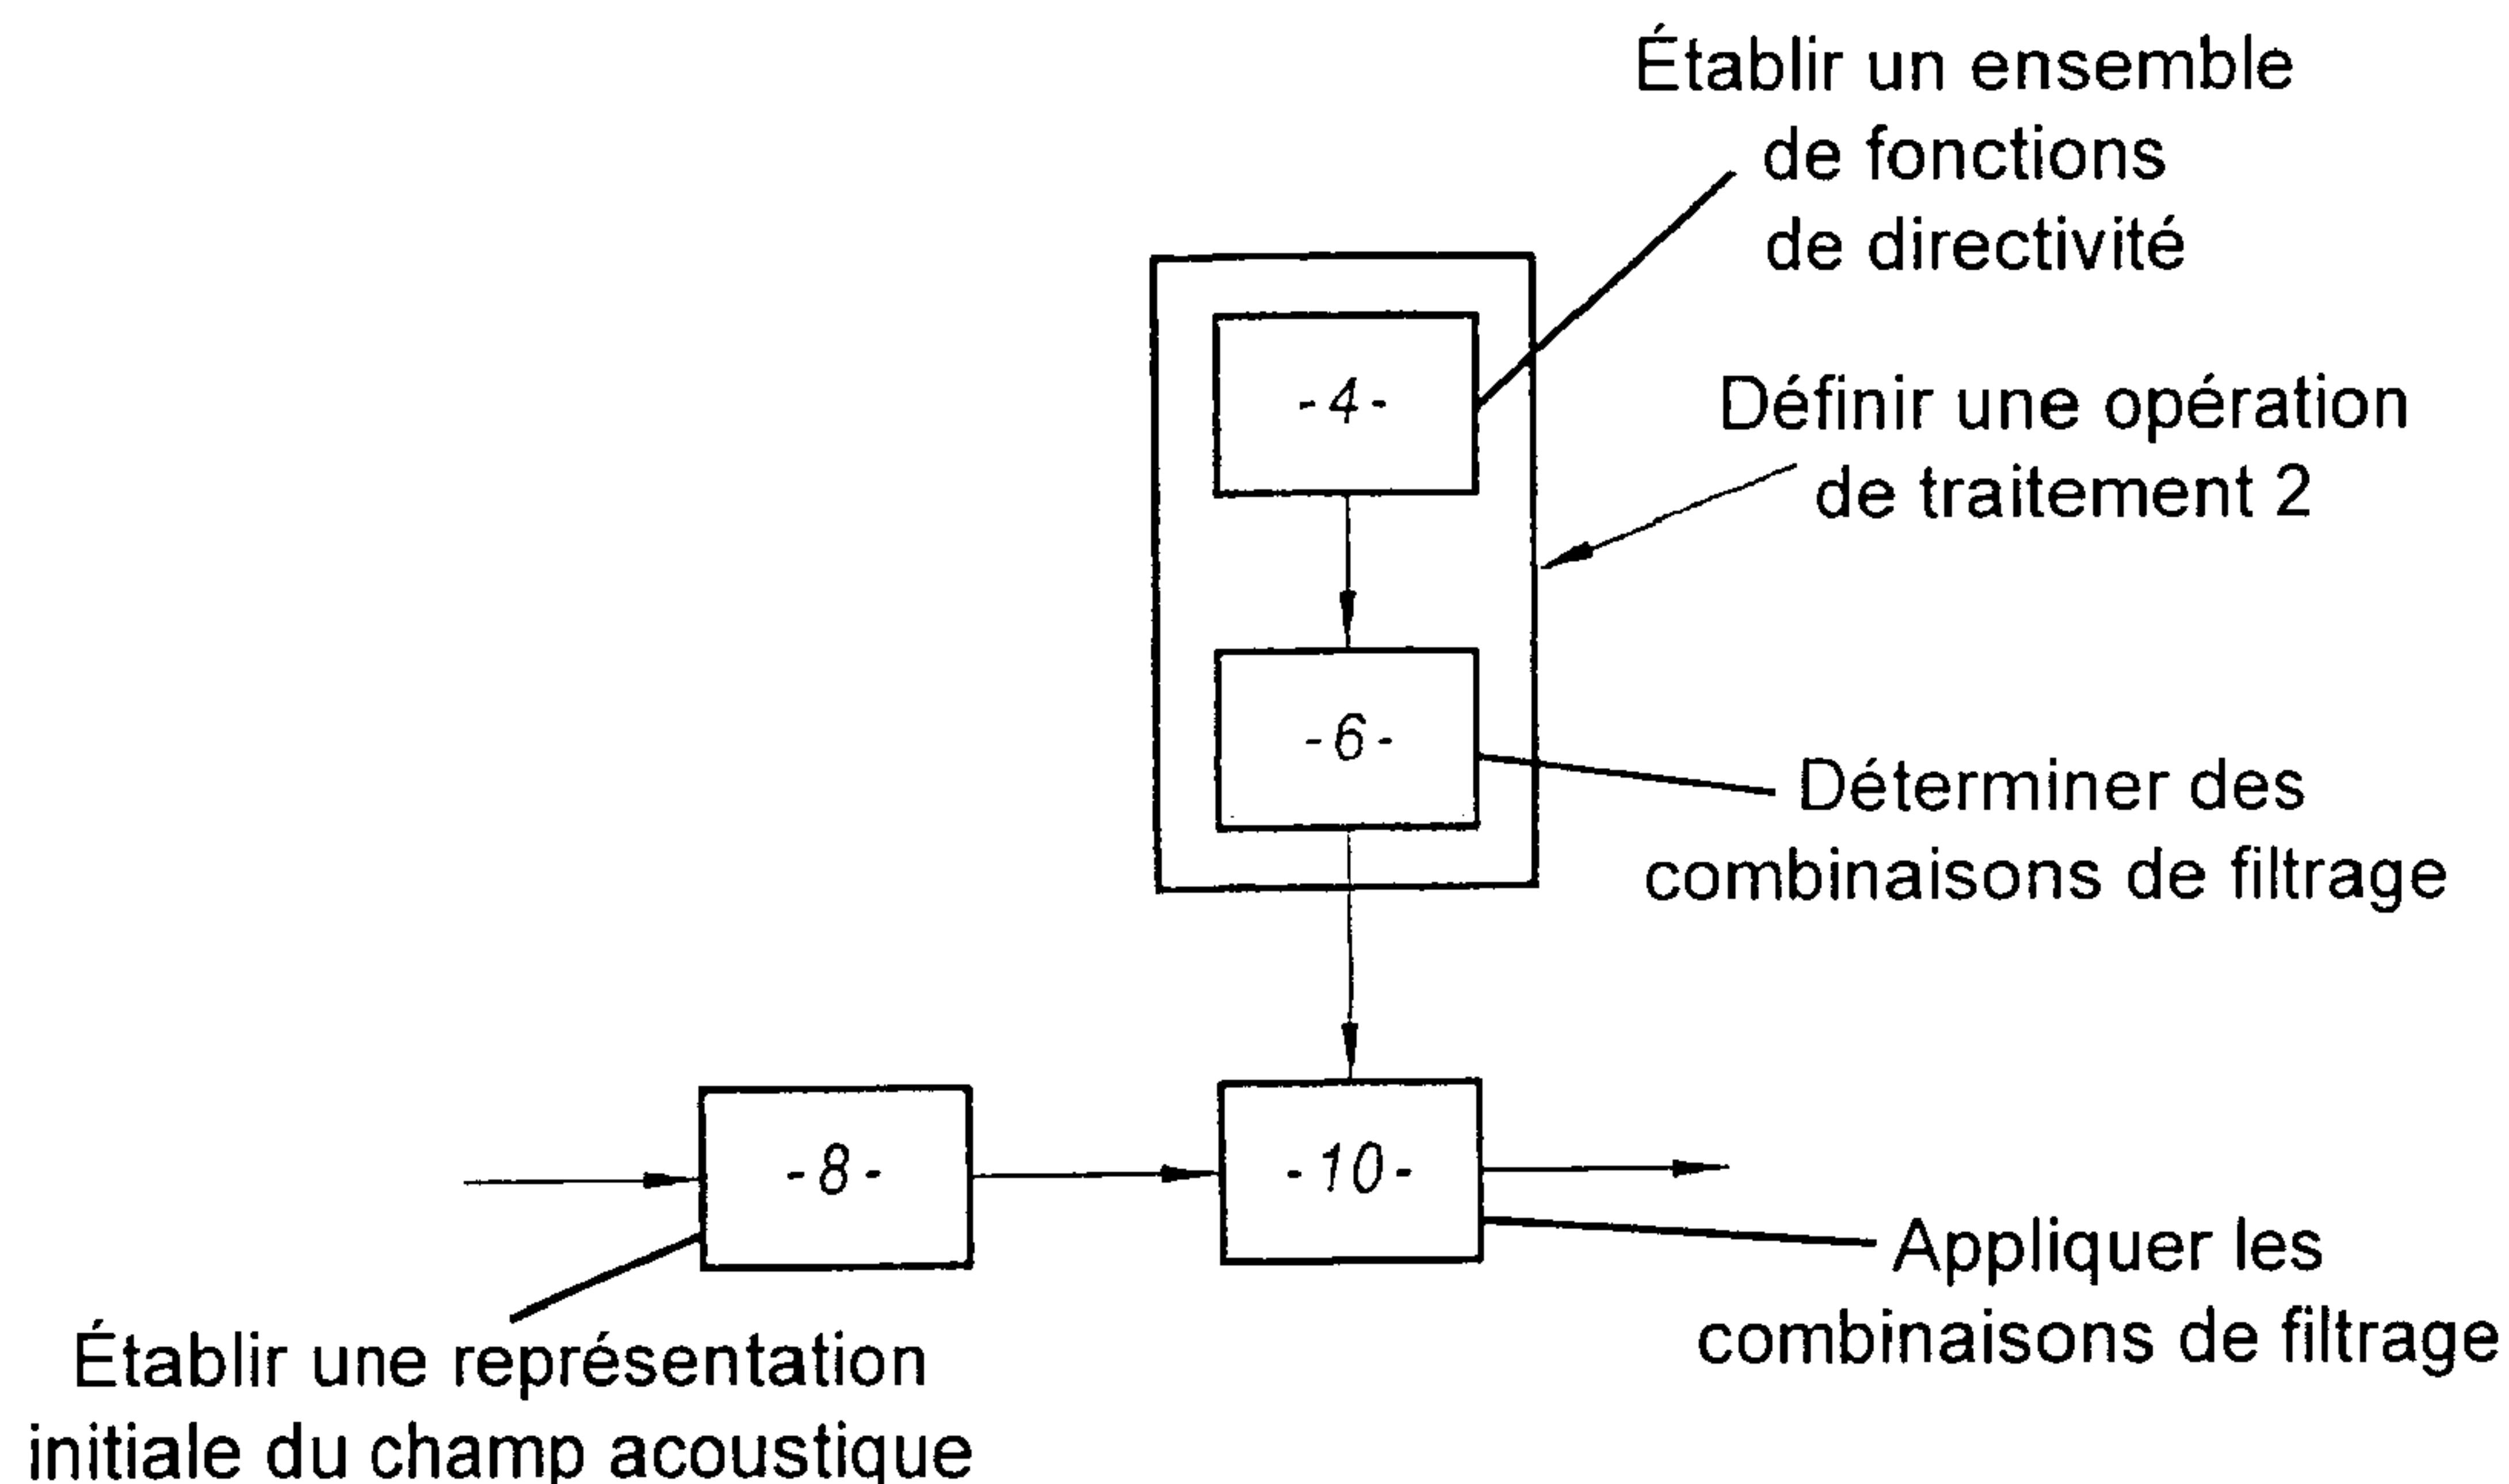 Établir un ensemble
de fonctions
de directivité
-4-
Définir une opération
de traitement 2
-6-
Déterminer des
combinaisons de filtrage
-8-
-10-
Appliquer les
combinaisons de filtrage
Établir une représentation
initiale du champ acoustique